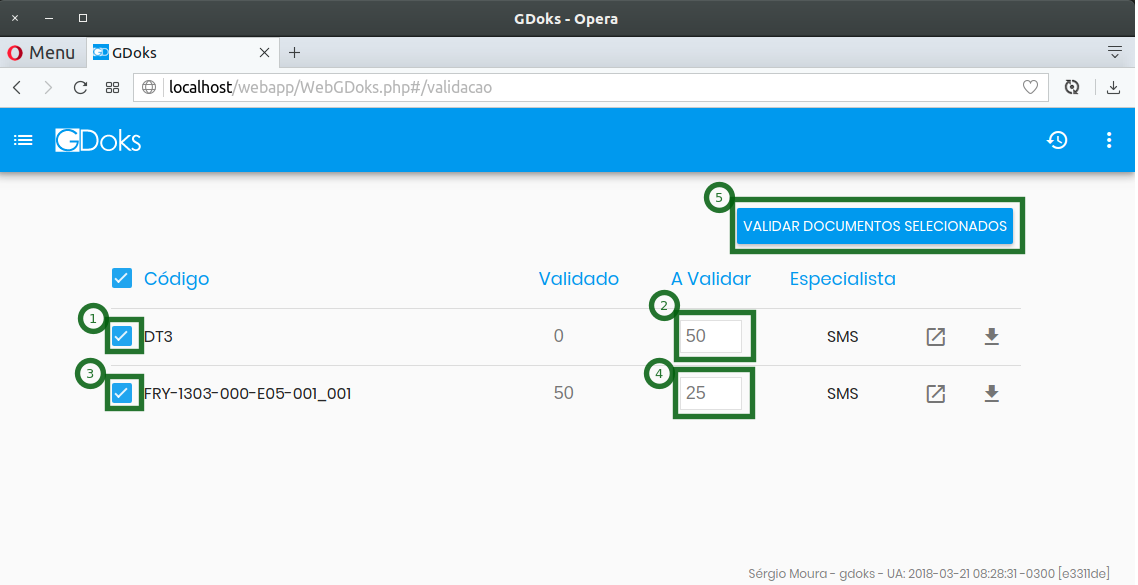 GDoks - Opera
Menu GDoks
localhost/webapp/WebGDoks.php#/validacao
GDoks
5
VALIDAR DOCUMENTOS SELECIONADOS
Código Validado A Validar Especialista
1 2
DT3 0 50 SMS
3 4
FRY-1303-000-E05-001_001 50 25 SMS
Sérgio Moura - gdoks - UA: 2018-03-21 08:28:31 -0300 [e3311de]